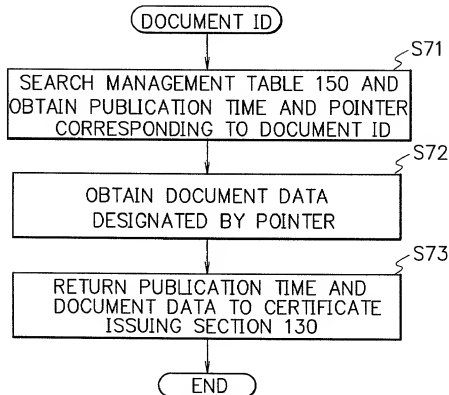 DOCUMENT ID
S71
SEARCH MANAGEMENT TABLE 150 AND
OBTAIN PUBLICATION TIME AND POINTER
CORRESPONDING TO DOCUMENT ID
S72
OBTAIN DOCUMENT DATA
DESIGNATED BY POINTER
S73
RETURN PUBLICATION TIME AND
DOCUMENT DATA TO CERTIFICATE
ISSUING SECTION 130
END